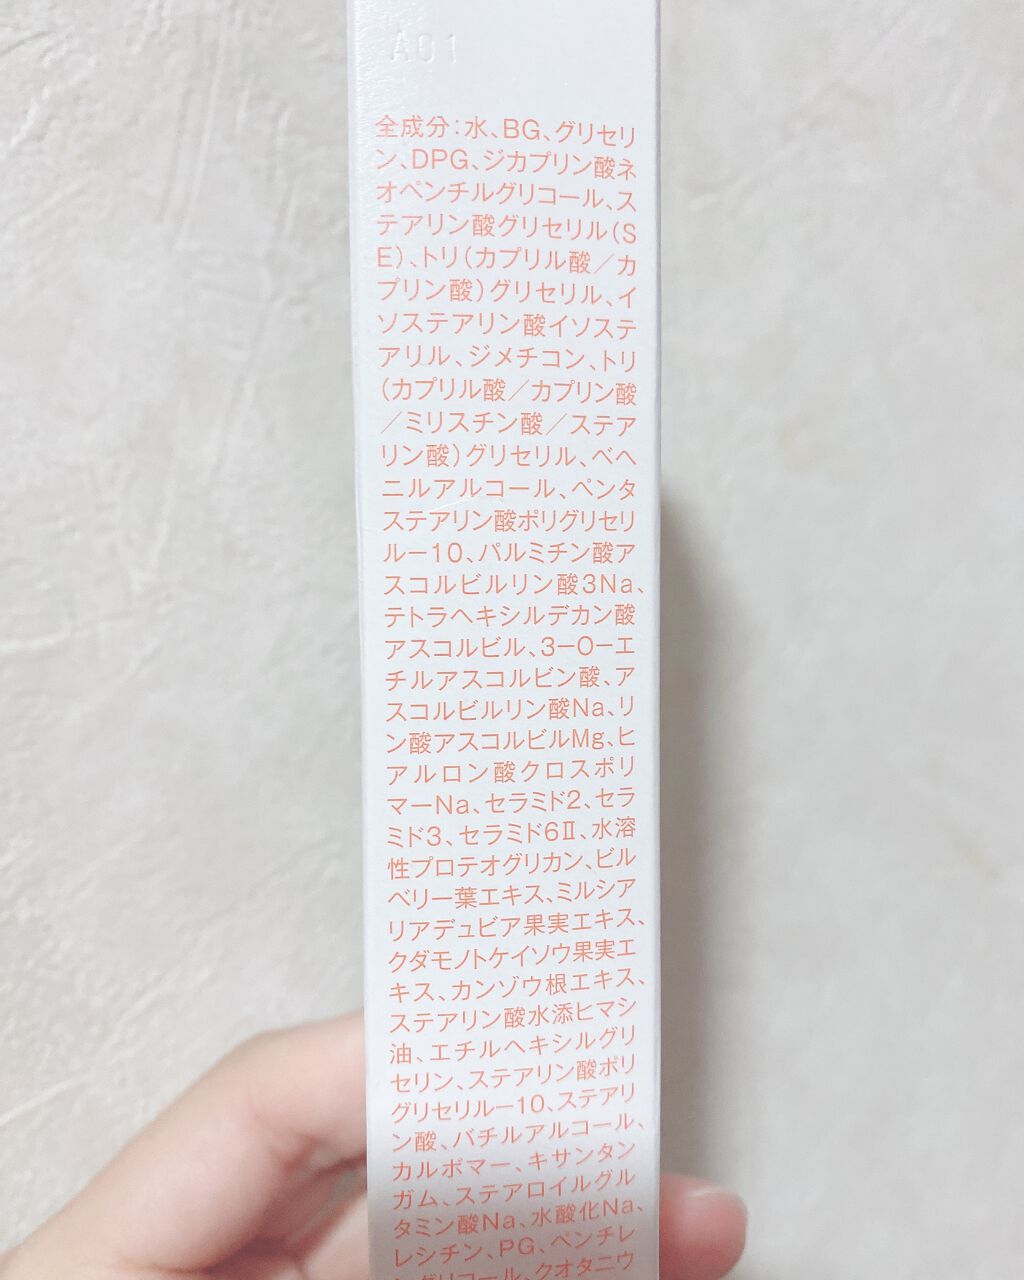 A01
全成分：水、BG、グリセリ
ン、DPG、ジカプリン酸ネ
オペンチルグリコール、ス
テアリン酸グリセリル（S
E）、トリ（カプリル酸／カ
プリン酸）グリセリル、イ
ソステアリン酸イソステ
アリル、ジメチコン、トリ
（カプリル酸／カプリン酸
／ミリスチン酸／ステア
リン酸）グリセリル、ベヘ
ニルアルコール、ペンタ
ステアリン酸ポリグリセリ
ルー10、パルミチン酸ア
スコルビルリン酸3Na、
テトラヘキシルデカン酸
アスコルビル、3－O－エ
チルアスコルビン酸、ア
スコルビルリン酸Na、リ
ン酸アスコルビルMg、ヒ
アルロン酸クロスポリ
マーNa、セラミド2、セラ
ミド3、セラミド6Ⅱ、水溶
性プロテオグリカン、ビル
ベリー葉エキス、ミルシア
リアデュビア果実エキス、
クダモノトケイソウ果実エ
キス、カンゾウ根エキス、
ステアリン酸水添ヒマシ
油、エチルヘキシルグリ
セリン、ステアリン酸ポリ
グリセリルー10、ステアリ
ン酸、バチルアルコール、
カルボマー、キサンタン
ガム、ステアロイルグル
タミン酸Na、水酸化Na、
レシチン、PG、ペンチレ
ングリコール、クオタニウ